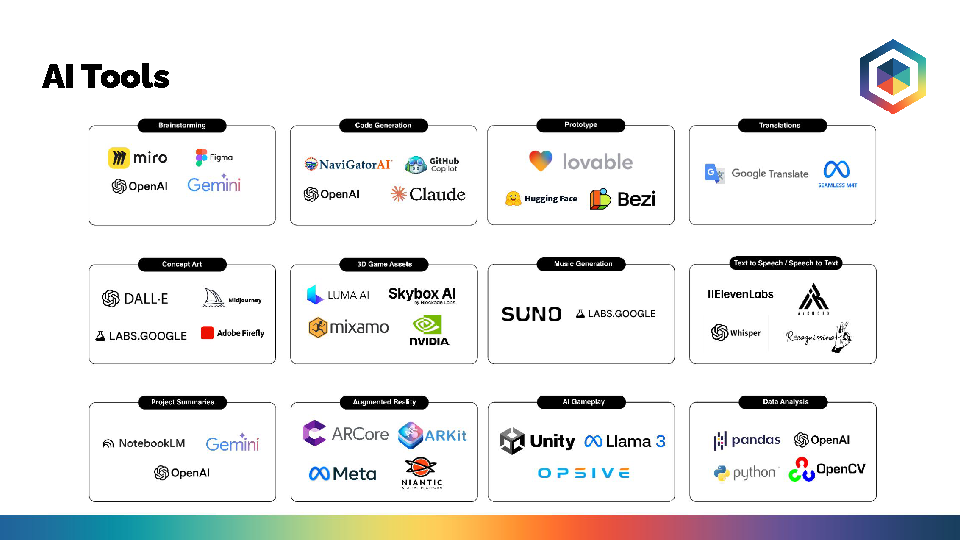 AI Tools
Brainstorming
miro
Figma
OpenAI
Gemini
Code Generation
NaviGatorAI
GitHub
Copilot
OpenAI
Claude
Prototype
lovable
Hugging Face
Bezi
Translations
Google Translate
SEAMLESS M4T
Concept Art
DALL·E
Midjourney
LABS.GOOGLE
Adobe Firefly
3D Game Assets
LUMA AI
Skybox AI
by Blockade Labs
mixamo
NVIDIA
Music Generation
SUNO
LABS.GOOGLE
Text to Speech / Speech to Text
IIElevenLabs
Whisper
Project Summaries
NotebookLM
Gemini
OpenAI
Augmented Reality
ARCore
ARKit
Meta
NIANTIC
AI Gameplay
Unity
Llama 3
OPSIVE
Data Analysis
pandas
OpenAI
python
OpenCV